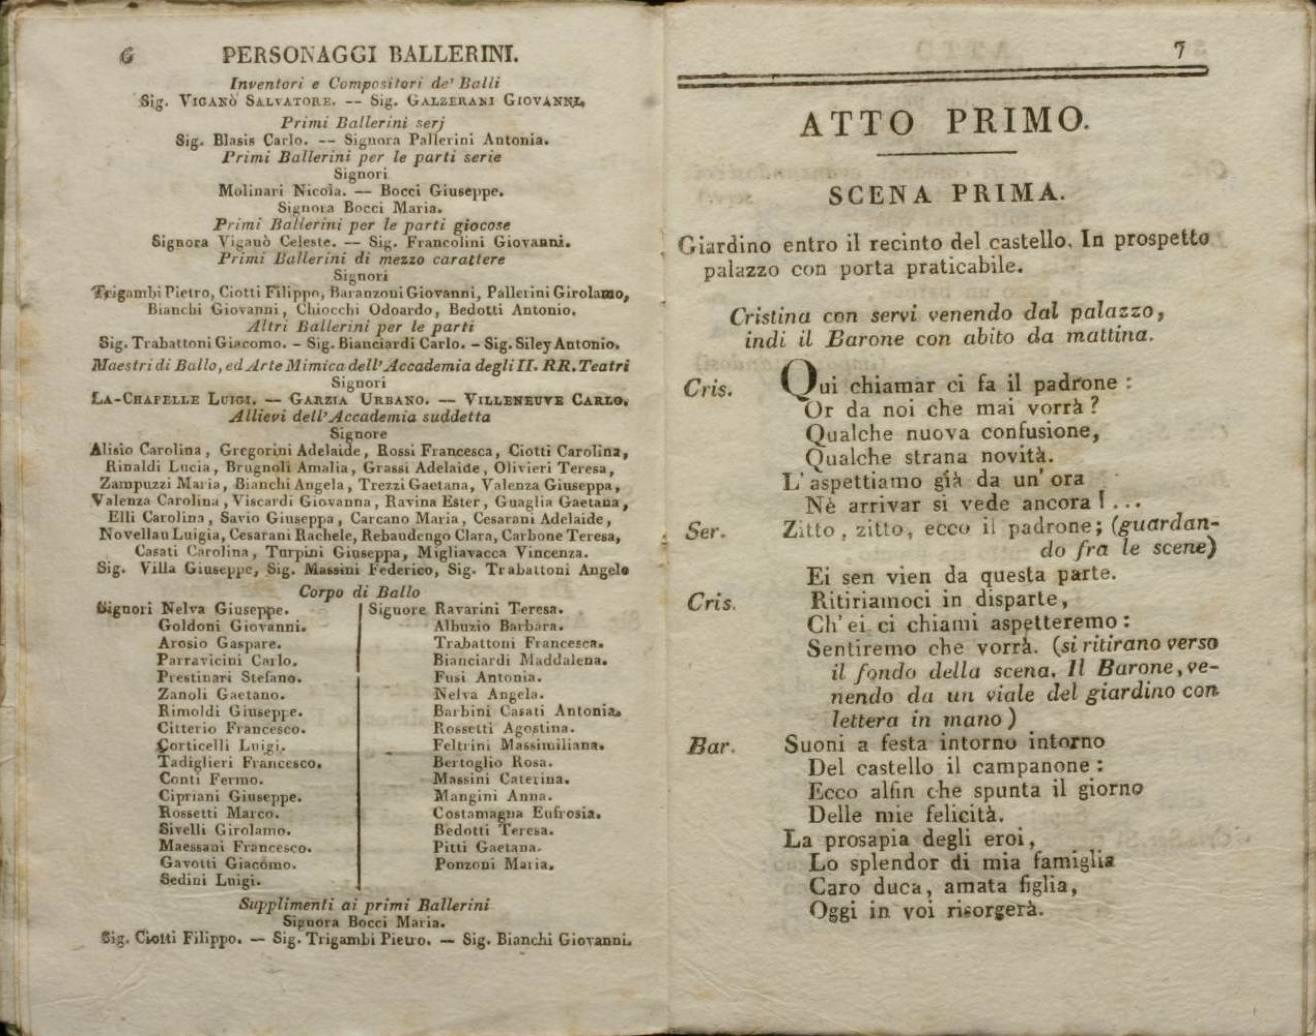 6
PERSONAGGI BALLERINI.
Inventori e Compositori de' Balli
Sig. VIGANÒ SALVATORE. -- Sig. GALZERANI GIOVANNI.
Primi Ballerini serj
Sig. Blasis Carlo. -- Signora Pallerini Antonia.
Primi Ballerini per le parti serie
Signori
Molinari Nicola. — Bocci Giuseppe.
Signora Bocci Maria.
Primi Ballerini per le parti giocose
Signora Viganò Celeste. — Sig. Francolini Giovanni.
Primi Ballerini di mezzo carattere
Signori
Trigambi Pietro, Ciotti Filippo, Baranzoni Giovanni, Pallerini Girolamo,
Bianchi Giovanni, Chiocchi Odoardo, Bedotti Antonio.
Altri Ballerini per le parti
Sig. Trabattoni Giacomo. - Sig. Bianciardi Carlo. - Sig. Siley Antonio.
Maestri di Ballo, ed Arte Mimica dell' Accademia degli II. RR. Teatri
Signori
LA-CHAPELLE LUIGI. — GARZIA URBANO. — VILLENEUVE CARLO.
Allievi dell' Accademia suddetta
Signore
Alisio Carolina, Gregorini Adelaide, Rossi Francesca, Ciotti Carolina,
Rinaldi Lucia, Brugnoli Amalia, Grassi Adelaide, Olivieri Teresa,
Zampuzzi Maria, Bianchi Angela, Trezzi Gaetana, Valenza Giuseppa,
Valenza Carolina, Viscardi Giovanna, Ravina Ester, Guaglia Gaetana,
Elli Carolina, Savio Giuseppa, Carcano Maria, Cesarani Adelaide,
Novellau Luigia, Cesarani Rachele, Rebaudengo Clara, Carbone Teresa,
Casati Carolina, Turpini Giuseppa, Migliavacca Vincenza.
Sig. Villa Giuseppe, Sig. Massini Federico, Sig. Trabattoni Angelo
Corpo di Ballo
Signori Nelva Giuseppe.
Goldoni Giovanni.
Arosio Gaspare.
Parravicini Carlo.
Prestinari Stefano.
Zanoli Gaetano.
Rimoldi Giuseppe.
Citterio Francesco.
Corticelli Luigi.
Tadiglieri Francesco.
Conti Fermo.
Cipriani Giuseppe.
Rossetti Marco.
Sivelli Girolamo.
Maessani Francesco.
Gavotti Giacomo.
Sedini Luigi.
Signore Ravarini Teresa.
Albuzio Barbara.
Trabattoni Francesca.
Bianciardi Maddalena.
Fusi Antonia.
Nelva Angela.
Barbini Casati Antonia.
Rossetti Agostina.
Feltrini Massimiliana.
Bertoglio Rosa.
Massini Caterina.
Mangini Anna.
Costamagna Eufrosia.
Bedotti Teresa.
Pitti Gaetana.
Ponzoni Maria.
Supplimenti ai primi Ballerini
Signora Bocci Maria.
Sig. Ciotti Filippo. — Sig. Trigambi Pietro. — Sig. Bianchi Giovanni.
7
ATTO PRIMO.
SCENA PRIMA.
Giardino entro il recinto del castello. In prospetto
palazzo con porta praticabile.
Cristina con servi venendo dal palazzo,
indi il Barone con abito da mattina.
Cris. Qui chiamar ci fa il padrone:
Or da noi che mai vorrà?
Qualche nuova confusione,
Qualche strana novità.
L' aspettiamo già da un' ora
Nè arrivar si vede ancora!...
Ser. Zitto, zitto, ecco il padrone; (guardan-
do fra le scene)
Ei sen vien da questa parte.
Cris. Ritiriamoci in disparte,
Ch' ei ci chiami aspetteremo:
Sentiremo che vorrà. (si ritirano verso
il fondo della scena. Il Barone, ve-
nendo da un viale del giardino con
lettera in mano)
Bar. Suoni a festa intorno intorno
Del castello il campanone:
Ecco alfin che spunta il giorno
Delle mie felicità.
La prosapia degli eroi,
Lo splendor di mia famiglia
Caro duca, amata figlia,
Oggi in voi risorgerà.